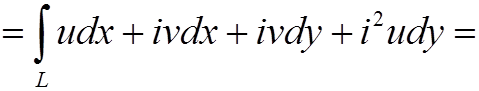 = ∫_L udx + ivdx + ivdy + i²udy =